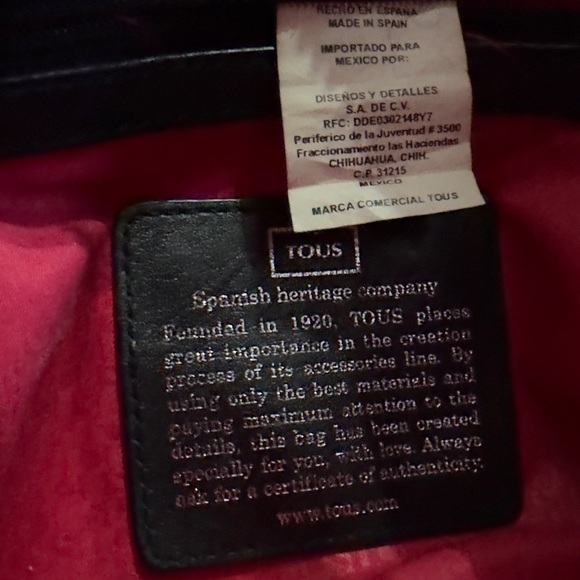 HECHO EN ESPAÑA
MADE IN SPAIN
IMPORTADO PARA
MEXICO POR:
DISEÑOS Y DETALLES
S.A. DE C.V.
RFC: DDE0302148Y7
Periferico de la Juventud # 3500
Fraccionamiento las Haciendas
CHIHUAHUA, CHIH.
C.P. 31215
MEXICO
MARCA COMERCIAL TOUS
TOUS
Spanish heritage company
Founded in 1920, TOUS places
great importance in the creation
process of its accessories line. By
using only the best materials and
paying maximum attention to the
details, this bag has been created
specially for you, with love. Always
ask for a certificate of authenticity.
www.tous.com